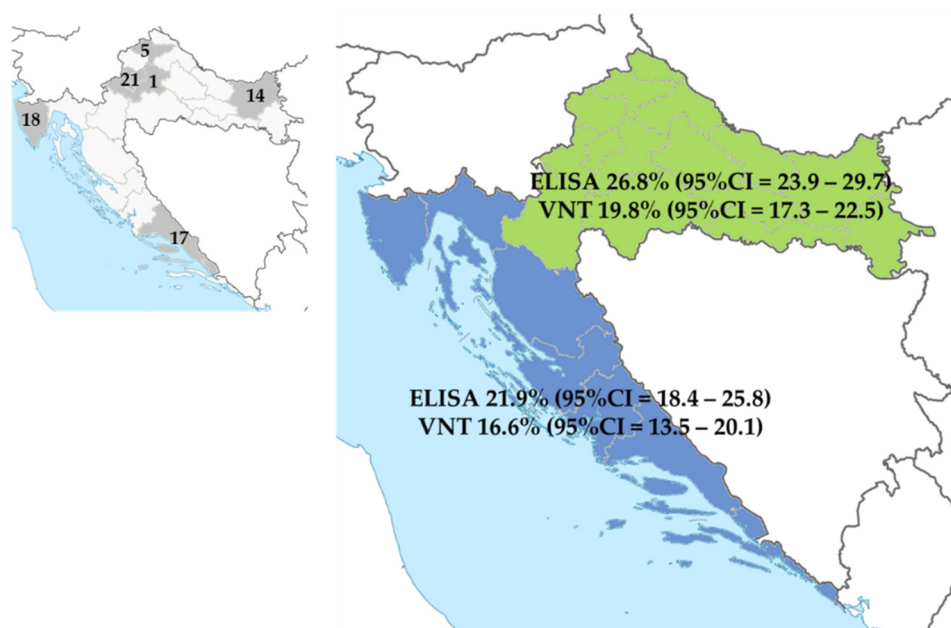 5
21 1
14
18
17
ELISA 26.8% (95%CI = 23.9 – 29.7)
VNT 19.8% (95%CI = 17.3 – 22.5)
ELISA 21.9% (95%CI = 18.4 – 25.8)
VNT 16.6% (95%CI = 13.5 – 20.1)